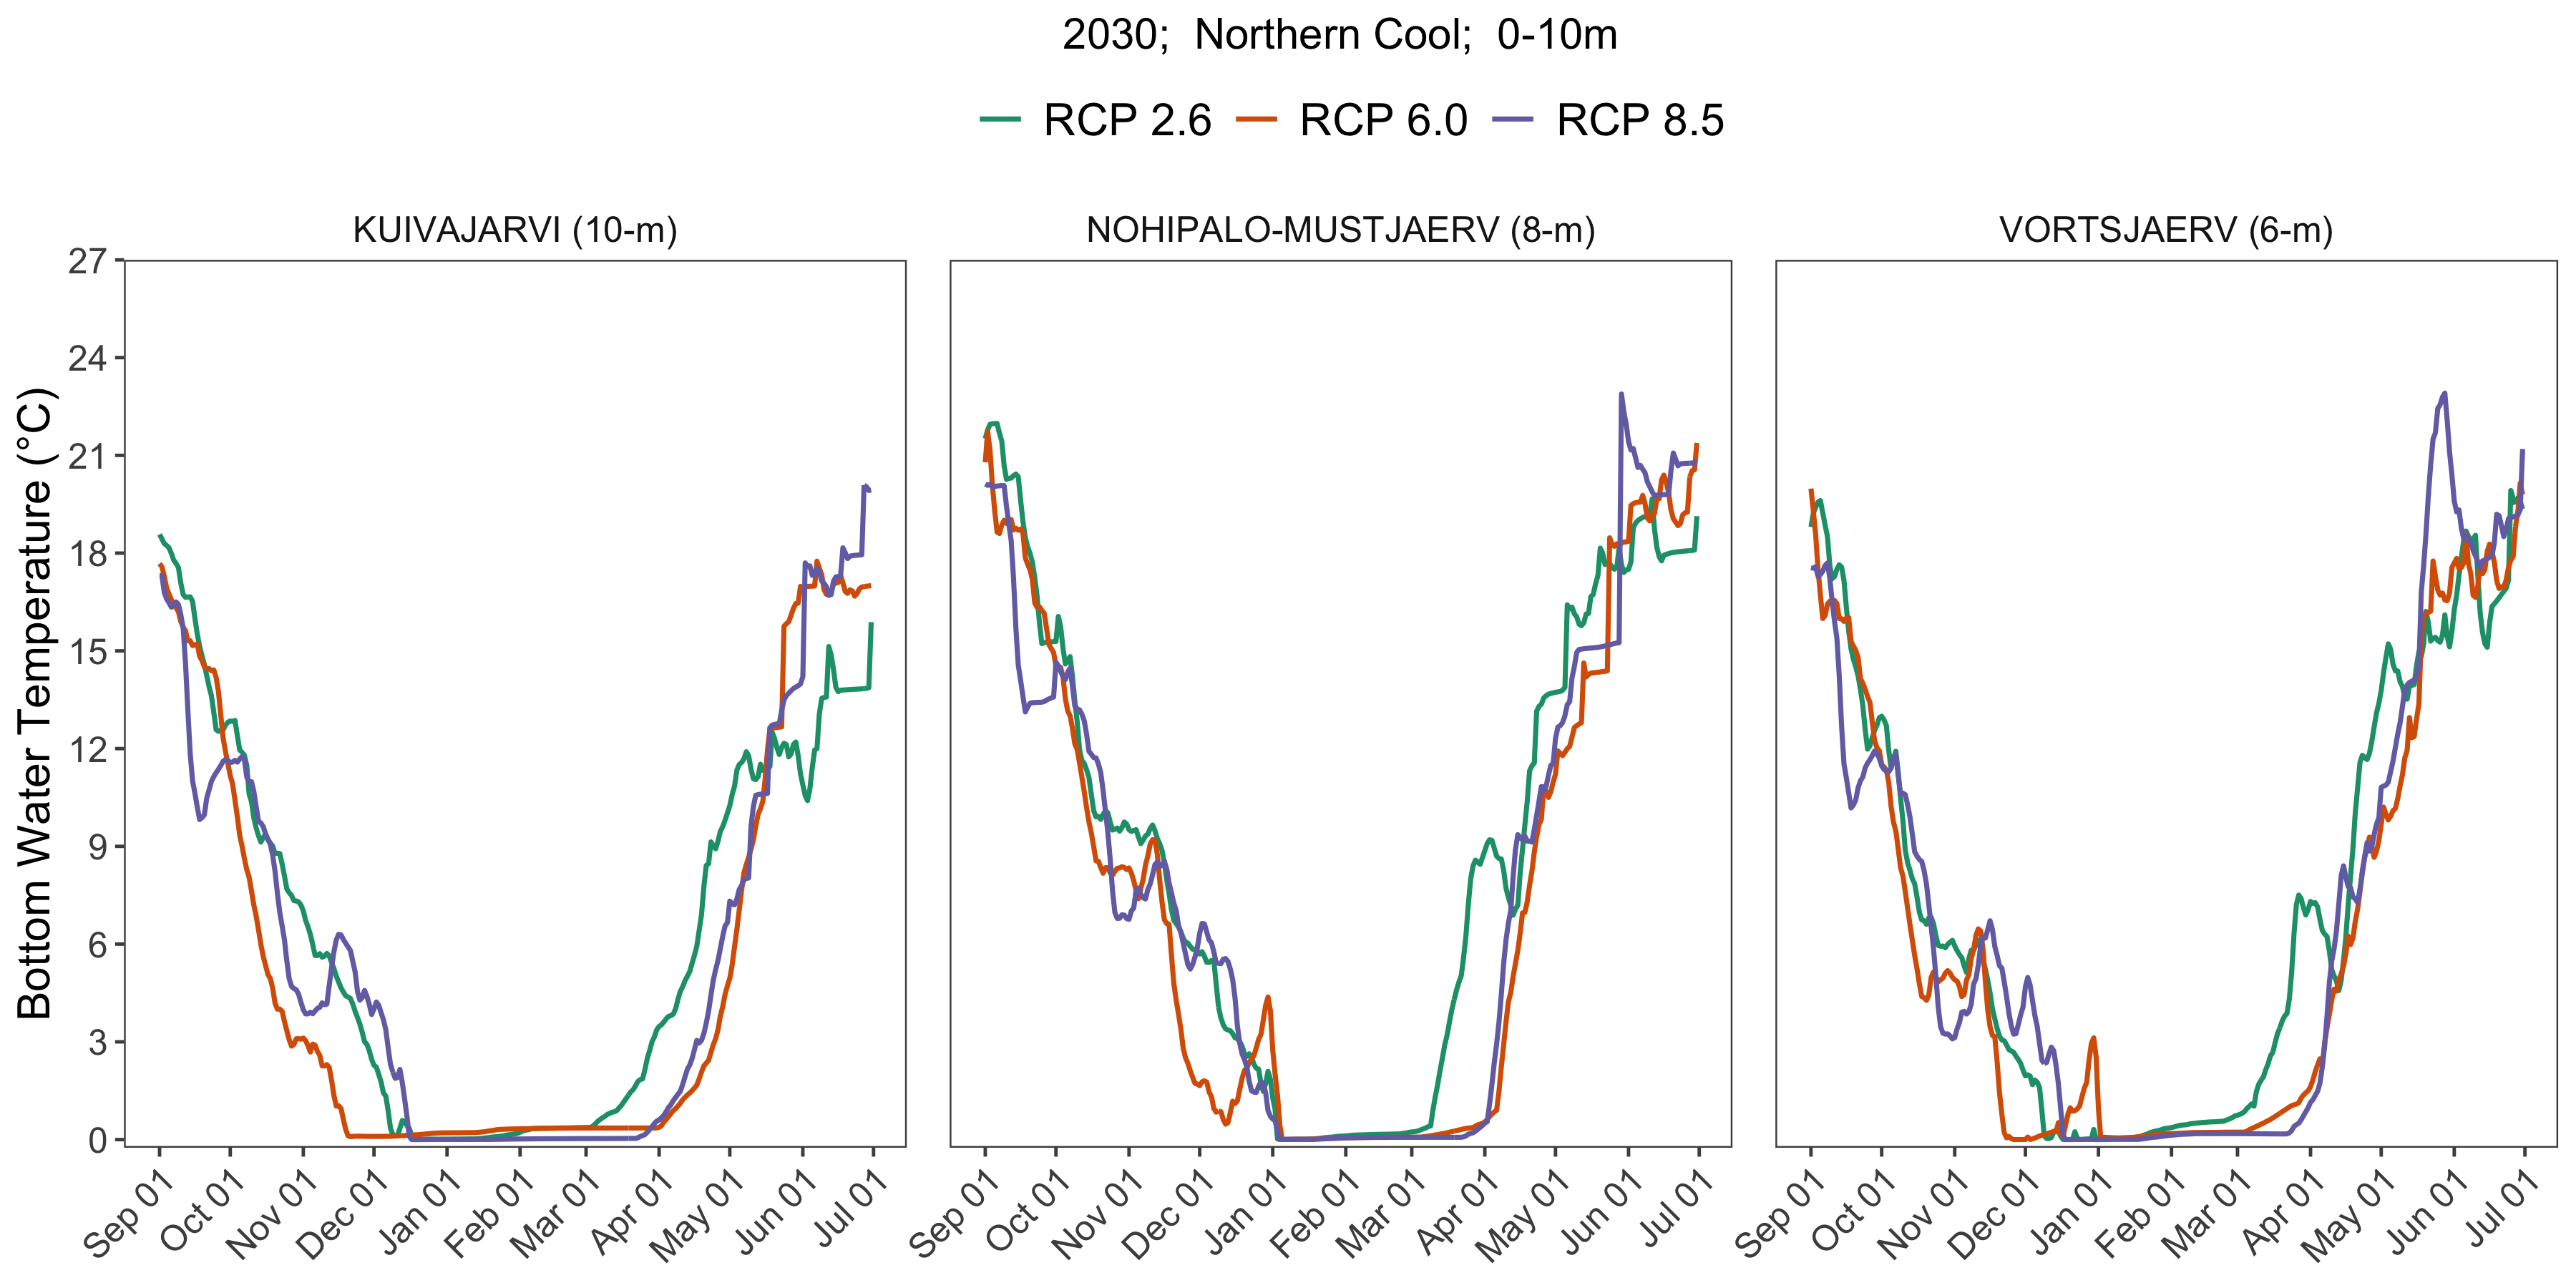 2030;  Northern Cool;  0-10m
RCP 2.6 RCP 6.0 RCP 8.5
KUIVAJARVI (10-m) NOHIPALO-MUSTJAERV (8-m) VORTSJAERV (6-m)
Bottom Water Temperature (°C)
27
24
21
18
15
12
9
6
3
0
Sep 01 Oct 01 Nov 01 Dec 01 Jan 01 Feb 01 Mar 01 Apr 01 May 01 Jun 01 Jul 01 Sep 01 Oct 01 Nov 01 Dec 01 Jan 01 Feb 01 Mar 01 Apr 01 May 01 Jun 01 Jul 01 Sep 01 Oct 01 Nov 01 Dec 01 Jan 01 Feb 01 Mar 01 Apr 01 May 01 Jun 01 Jul 01